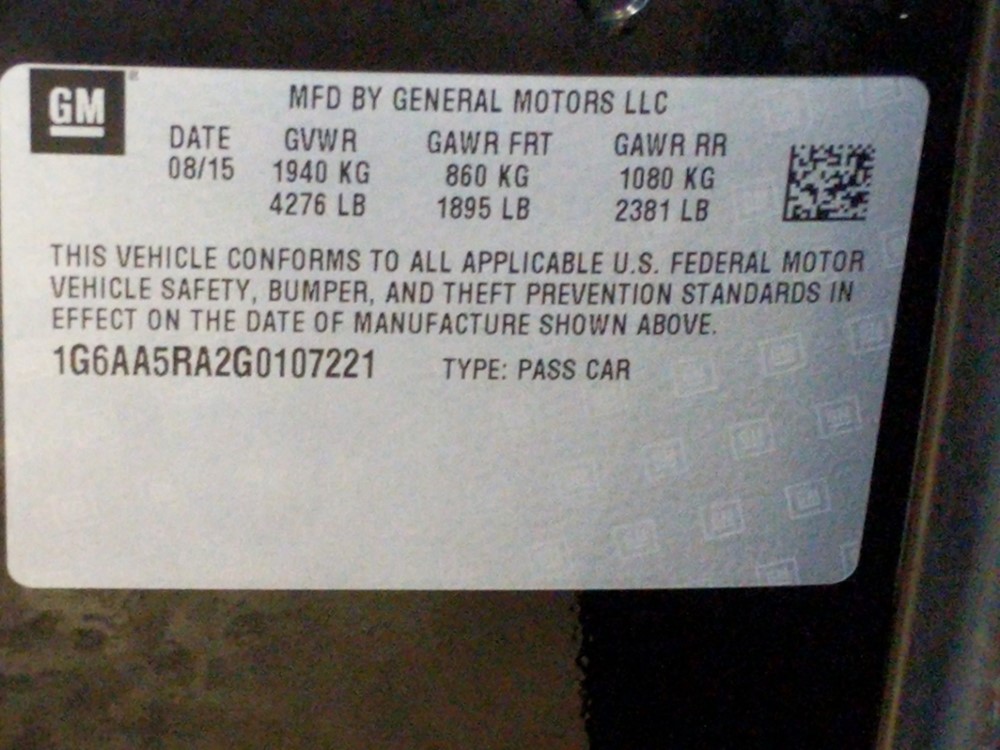 GM
MFD BY GENERAL MOTORS LLC
DATE GVWR GAWR FRT GAWR RR
08/15 1940 KG 860 KG 1080 KG
4276 LB 1895 LB 2381 LB
THIS VEHICLE CONFORMS TO ALL APPLICABLE U.S. FEDERAL MOTOR
VEHICLE SAFETY, BUMPER, AND THEFT PREVENTION STANDARDS IN
EFFECT ON THE DATE OF MANUFACTURE SHOWN ABOVE.
1G6AA5RA2G0107221 TYPE: PASS CAR